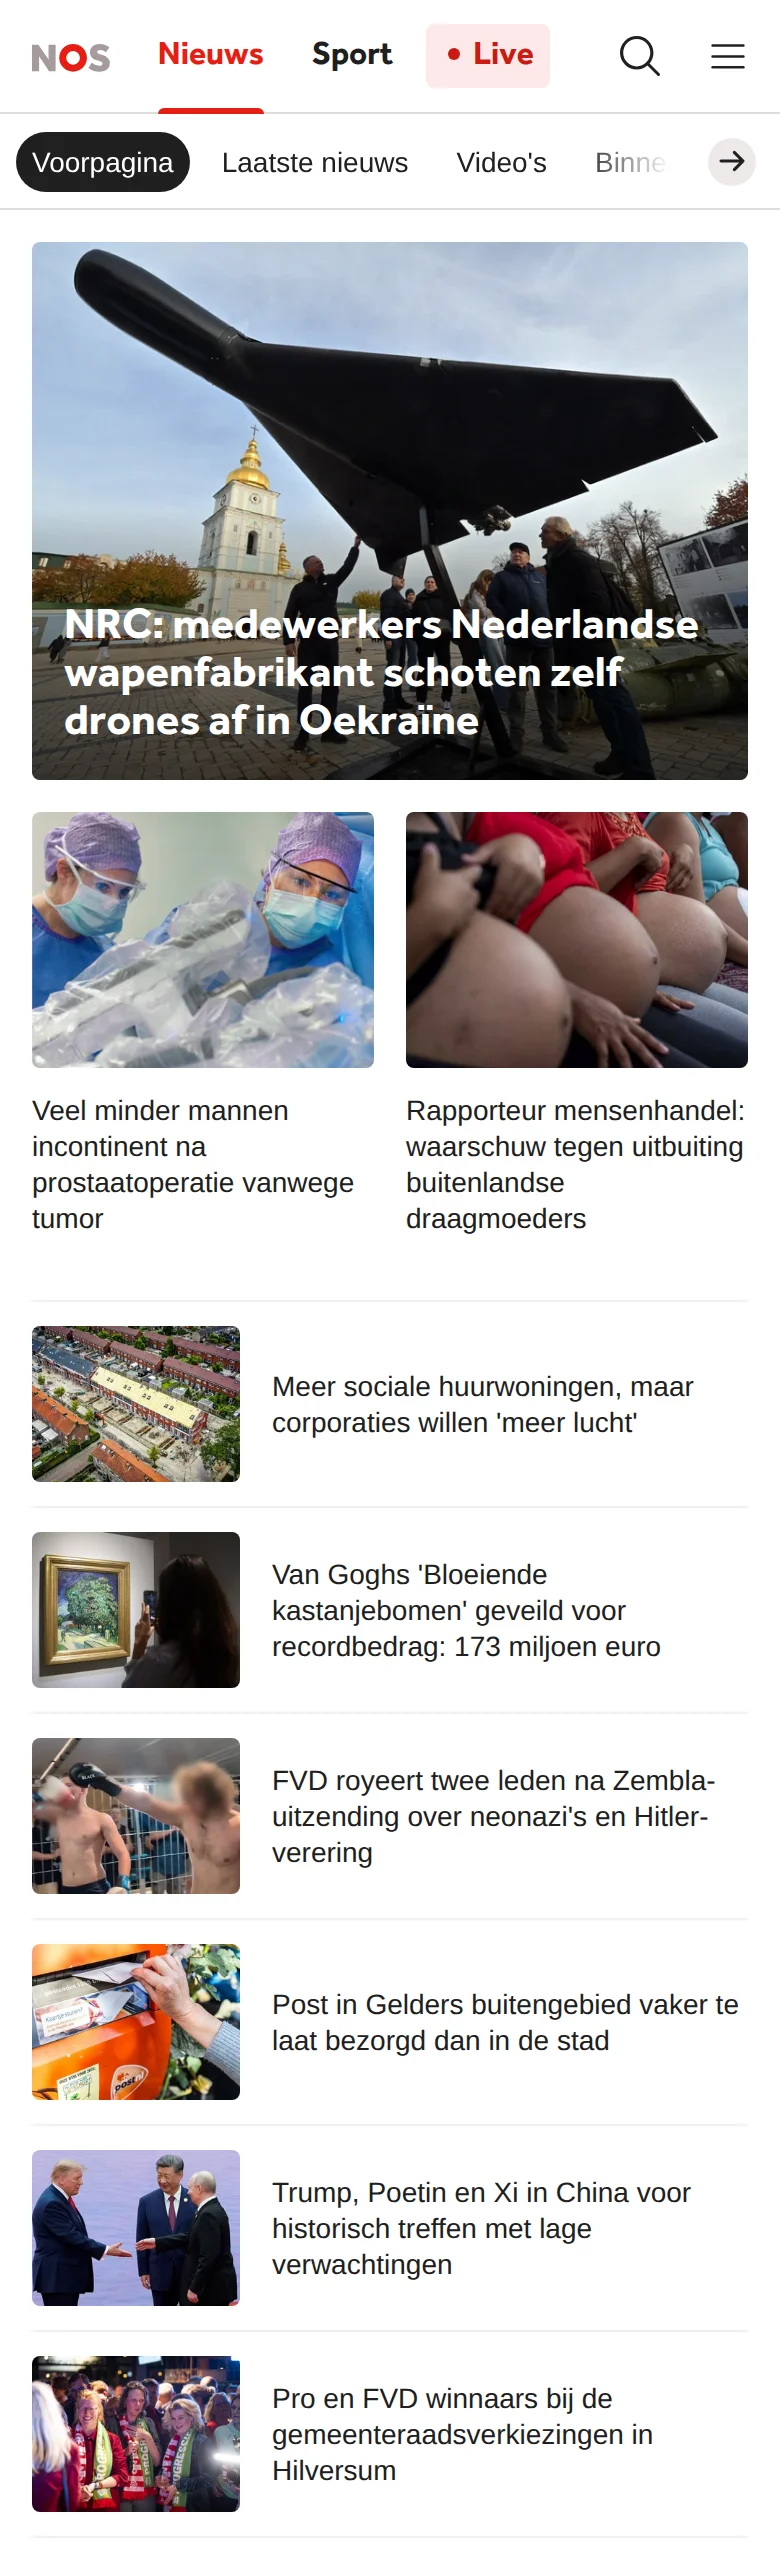 NOS Nieuws Sport Live
Voorpagina Laatste nieuws Video's Binne
NRC: medewerkers Nederlandse
wapenfabrikant schoten zelf
drones af in Oekraïne
Veel minder mannen
incontinent na
prostaatoperatie vanwege
tumor
Rapporteur mensenhandel:
waarschuw tegen uitbuiting
buitenlandse
draagmoeders
Meer sociale huurwoningen, maar
corporaties willen 'meer lucht'
Van Goghs 'Bloeiende
kastanjebomen' geveild voor
recordbedrag: 173 miljoen euro
FVD royeert twee leden na Zembla-
uitzending over neonazi's en Hitler-
verering
Post in Gelders buitengebied vaker te
laat bezorgd dan in de stad
post
Trump, Poetin en Xi in China voor
historisch treffen met lage
verwachtingen
Pro en FVD winnaars bij de
gemeenteraadsverkiezingen in
Hilversum